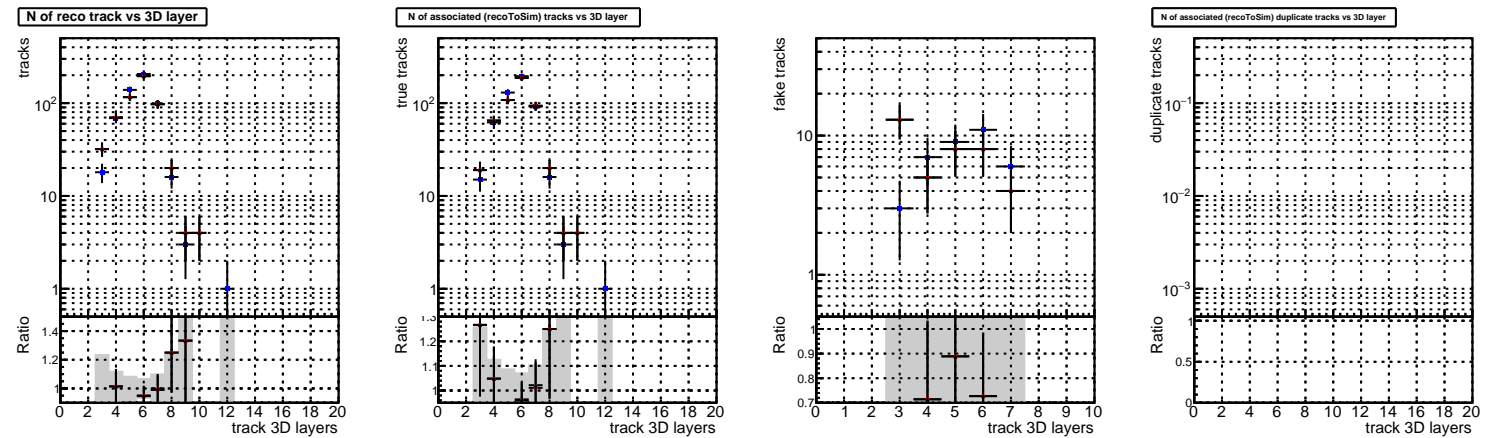 N of reco track vs 3D layer
tracks
10²
10
1
Ratio
1.4
1.2
1
0 2 4 6 8 10 12 14 16 18 20
track 3D layers
N of associated (recoToSim) tracks vs 3D layer
true tracks
10²
10
1
Ratio
1.3
1.2
1.1
1
0 2 4 6 8 10 12 14 16 18 20
track 3D layers
fake tracks
10
1
Ratio
1
0.9
0.8
0.7
0 1 2 3 4 5 6 7 8 9 10
track 3D layers
N of associated (recoToSim) duplicate tracks vs 3D layer
duplicate tracks
10⁻¹
10⁻²
10⁻³
Ratio
1
0.5
0
0 2 4 6 8 10 12 14 16 18 20
track 3D layers